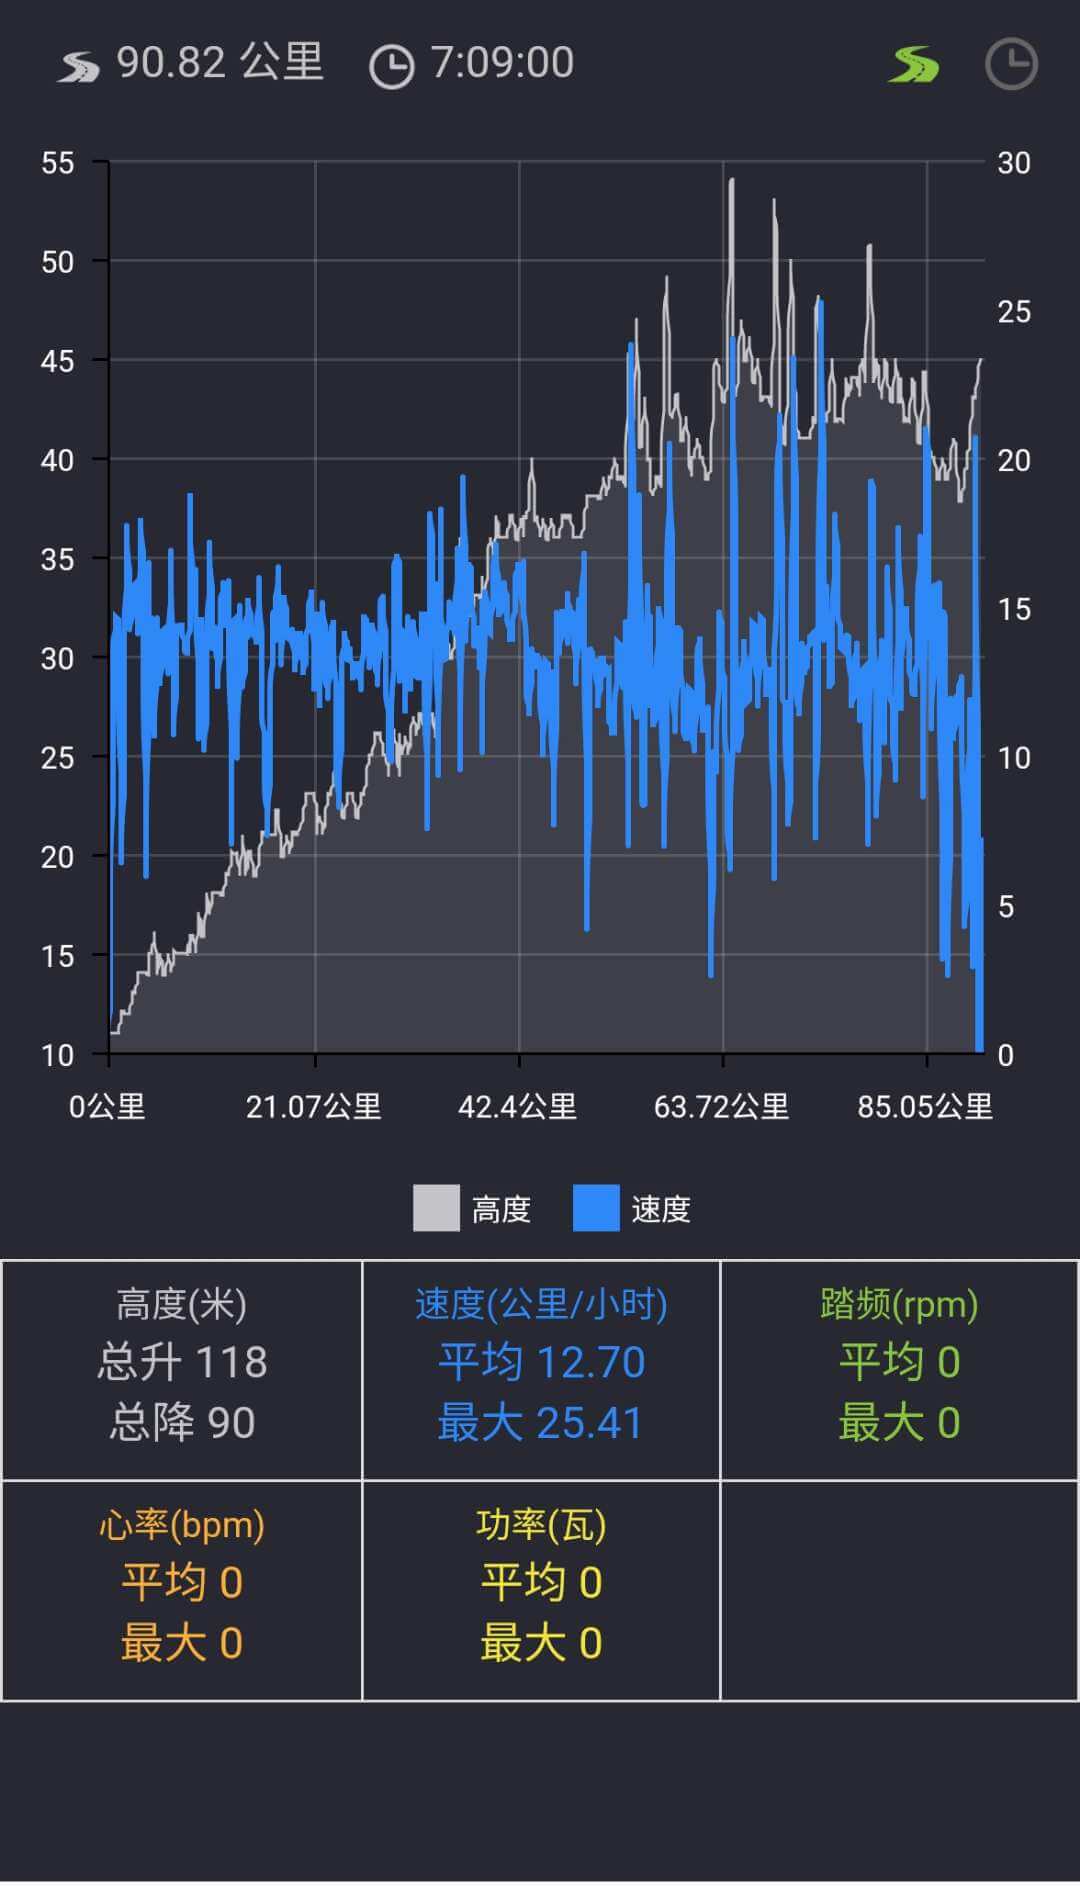 90.82 公里 7:09:00
55 30
50
45 25
40 20
35
30 15
25 10
20
15 5
10 0
0公里 21.07公里 42.4公里 63.72公里 85.05公里
高度 速度
高度(米)
总升 118
总降 90
速度(公里/小时)
平均 12.70
最大 25.41
踏频(rpm)
平均 0
最大 0
心率(bpm)
平均 0
最大 0
功率(瓦)
平均 0
最大 0